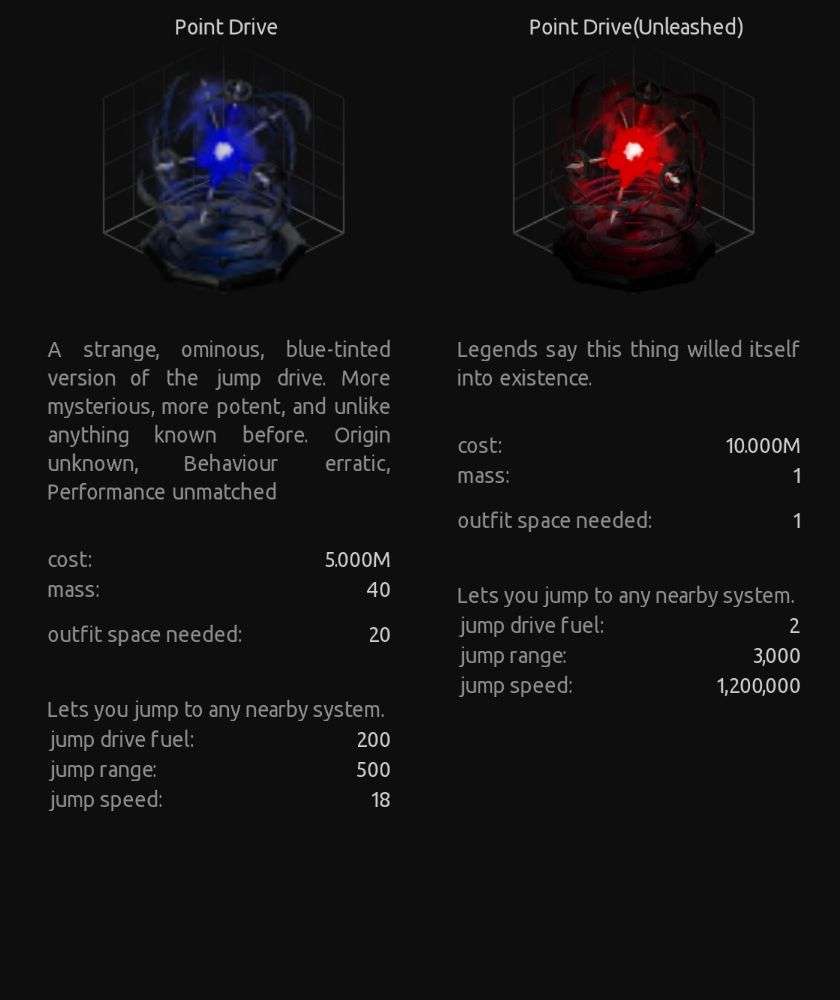 Point Drive
A strange, ominous, blue-tinted
version of the jump drive. More
mysterious, more potent, and unlike
anything known before. Origin
unknown, Behaviour erratic,
Performance unmatched
cost: 5.000M
mass: 40
outfit space needed: 20
Lets you jump to any nearby system.
jump drive fuel: 200
jump range: 500
jump speed: 18
Point Drive(Unleashed)
Legends say this thing willed itself
into existence.
cost: 10.000M
mass: 1
outfit space needed: 1
Lets you jump to any nearby system.
jump drive fuel: 2
jump range: 3,000
jump speed: 1,200,000